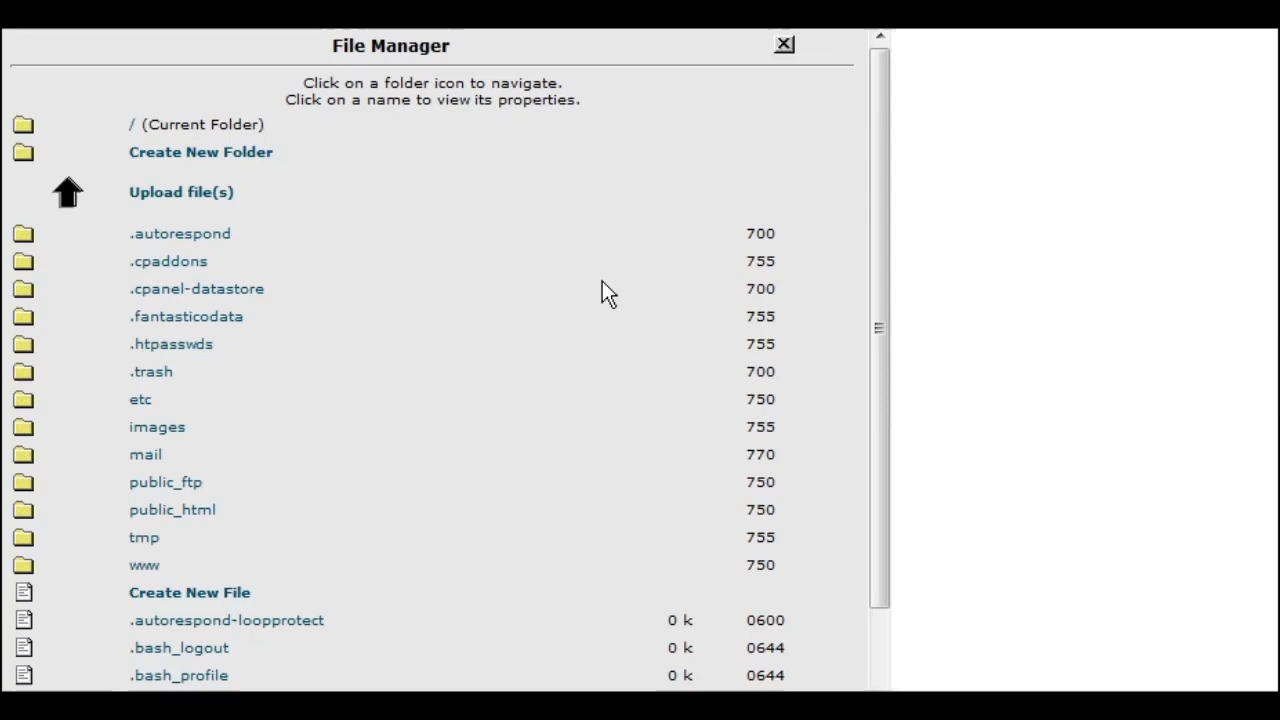 File Manager
Click on a folder icon to navigate.
Click on a name to view its properties.
/ (Current Folder)
Create New Folder
Upload file(s)
.autorespond 700
.cpaddons 755
.cpanel-datastore 700
.fantasticodata 755
.htpasswds 755
.trash 700
etc 750
images 755
mail 770
public_ftp 750
public_html 750
tmp 755
www 750
Create New File
.autorespond-loopprotect 0 k 0600
.bash_logout 0 k 0644
.bash_profile 0 k 0644